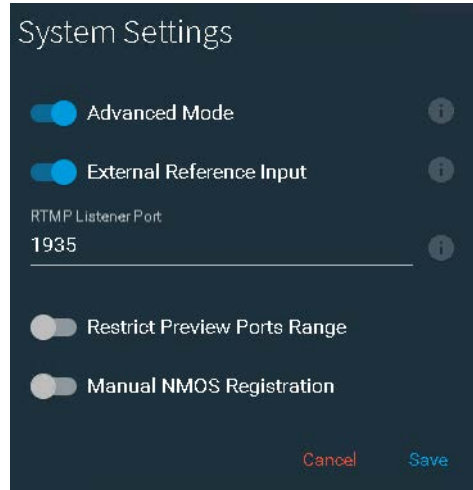 System Settings
Advanced Mode
External Reference Input
RTMP Listener Port
1935
Restrict Preview Ports Range
Manual NMOS Registration
Cancel Save